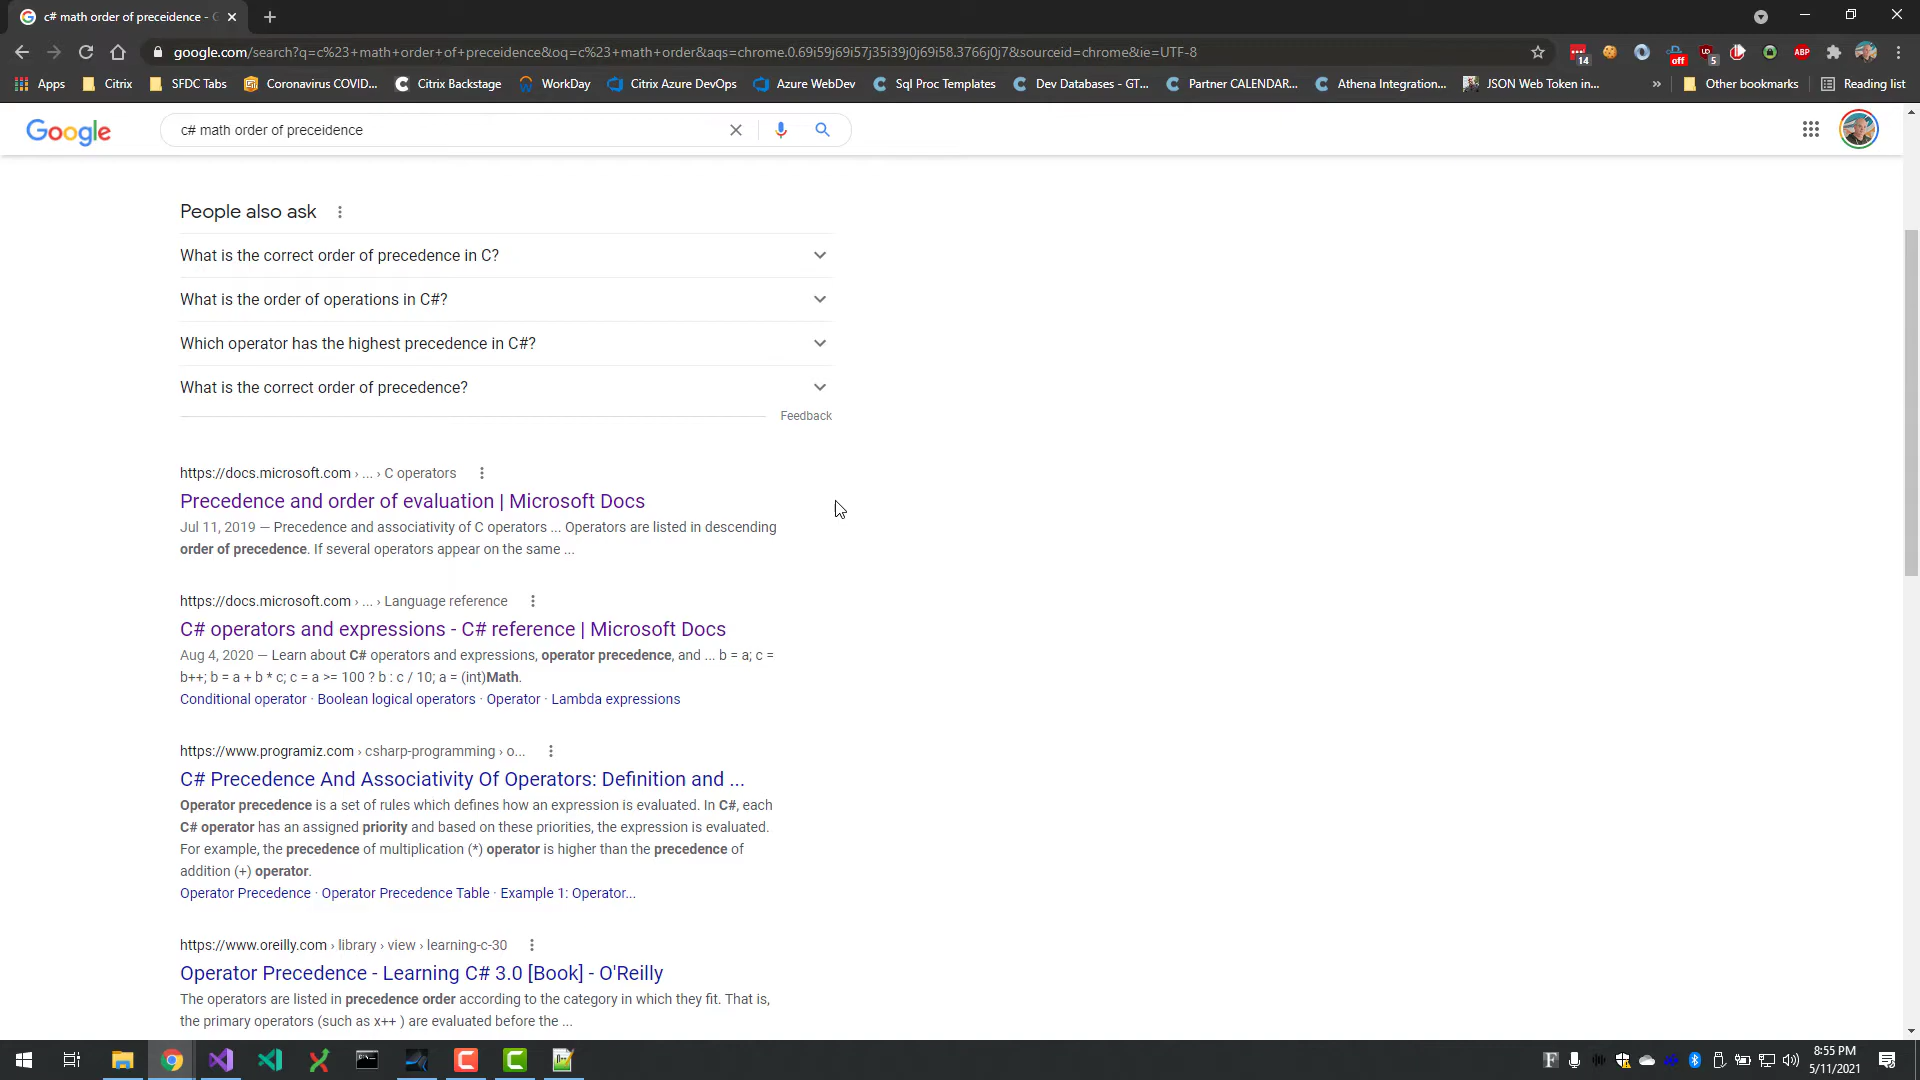 c# math order of preceidence - G
google.com/search?q=c%23+math+order+of+preceidence&oq=c%23+math+order&aqs=chrome.0.69i59j69i57j35i39j0j69i58.3766j0j7&sourceid=chrome&ie=UTF-8
14
off
5
ABP
Apps
Citrix
SFDC Tabs
Coronavirus COVID...
Citrix Backstage
WorkDay
Citrix Azure DevOps
Azure WebDev
Sql Proc Templates
Dev Databases - GT...
Partner CALENDAR...
Athena Integration...
JSON Web Token in...
»
Other bookmarks
Reading list
Google
c# math order of preceidence
People also ask
What is the correct order of precedence in C?
What is the order of operations in C#?
Which operator has the highest precedence in C#?
What is the correct order of precedence?
Feedback
https://docs.microsoft.com › ... › C operators
Precedence and order of evaluation | Microsoft Docs
Jul 11, 2019 — Precedence and associativity of C operators ... Operators are listed in descending
order of precedence. If several operators appear on the same ...
https://docs.microsoft.com › ... › Language reference
C# operators and expressions - C# reference | Microsoft Docs
Aug 4, 2020 — Learn about C# operators and expressions, operator precedence, and ... b = a; c =
b++; b = a + b * c; c = a >= 100 ? b : c / 10; a = (int)Math.
Conditional operator · Boolean logical operators · Operator · Lambda expressions
https://www.programiz.com › csharp-programming › o...
C# Precedence And Associativity Of Operators: Definition and ...
Operator precedence is a set of rules which defines how an expression is evaluated. In C#, each
C# operator has an assigned priority and based on these priorities, the expression is evaluated.
For example, the precedence of multiplication (*) operator is higher than the precedence of
addition (+) operator.
Operator Precedence · Operator Precedence Table · Example 1: Operator...
https://www.oreilly.com › library › view › learning-c-30
Operator Precedence - Learning C# 3.0 [Book] - O'Reilly
The operators are listed in precedence order according to the category in which they fit. That is,
the primary operators (such as x++ ) are evaluated before the ...
8:55 PM
5/11/2021